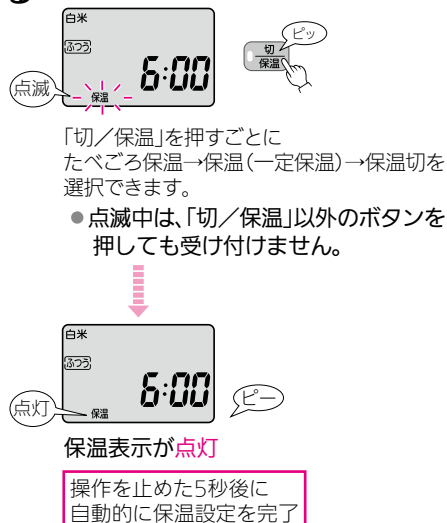 白米
ふつう
6:00
保温
点滅
切
保温
ピッ
「切／保温」を押すごとに
たべごろ保温→保温（一定保温）→保温切を
選択できます。
●点滅中は、「切／保温」以外のボタンを
押しても受け付けません。
白米
ふつう
6:00
保温
点灯
ピー
保温表示が点灯
操作を止めた5秒後に
自動的に保温設定を完了